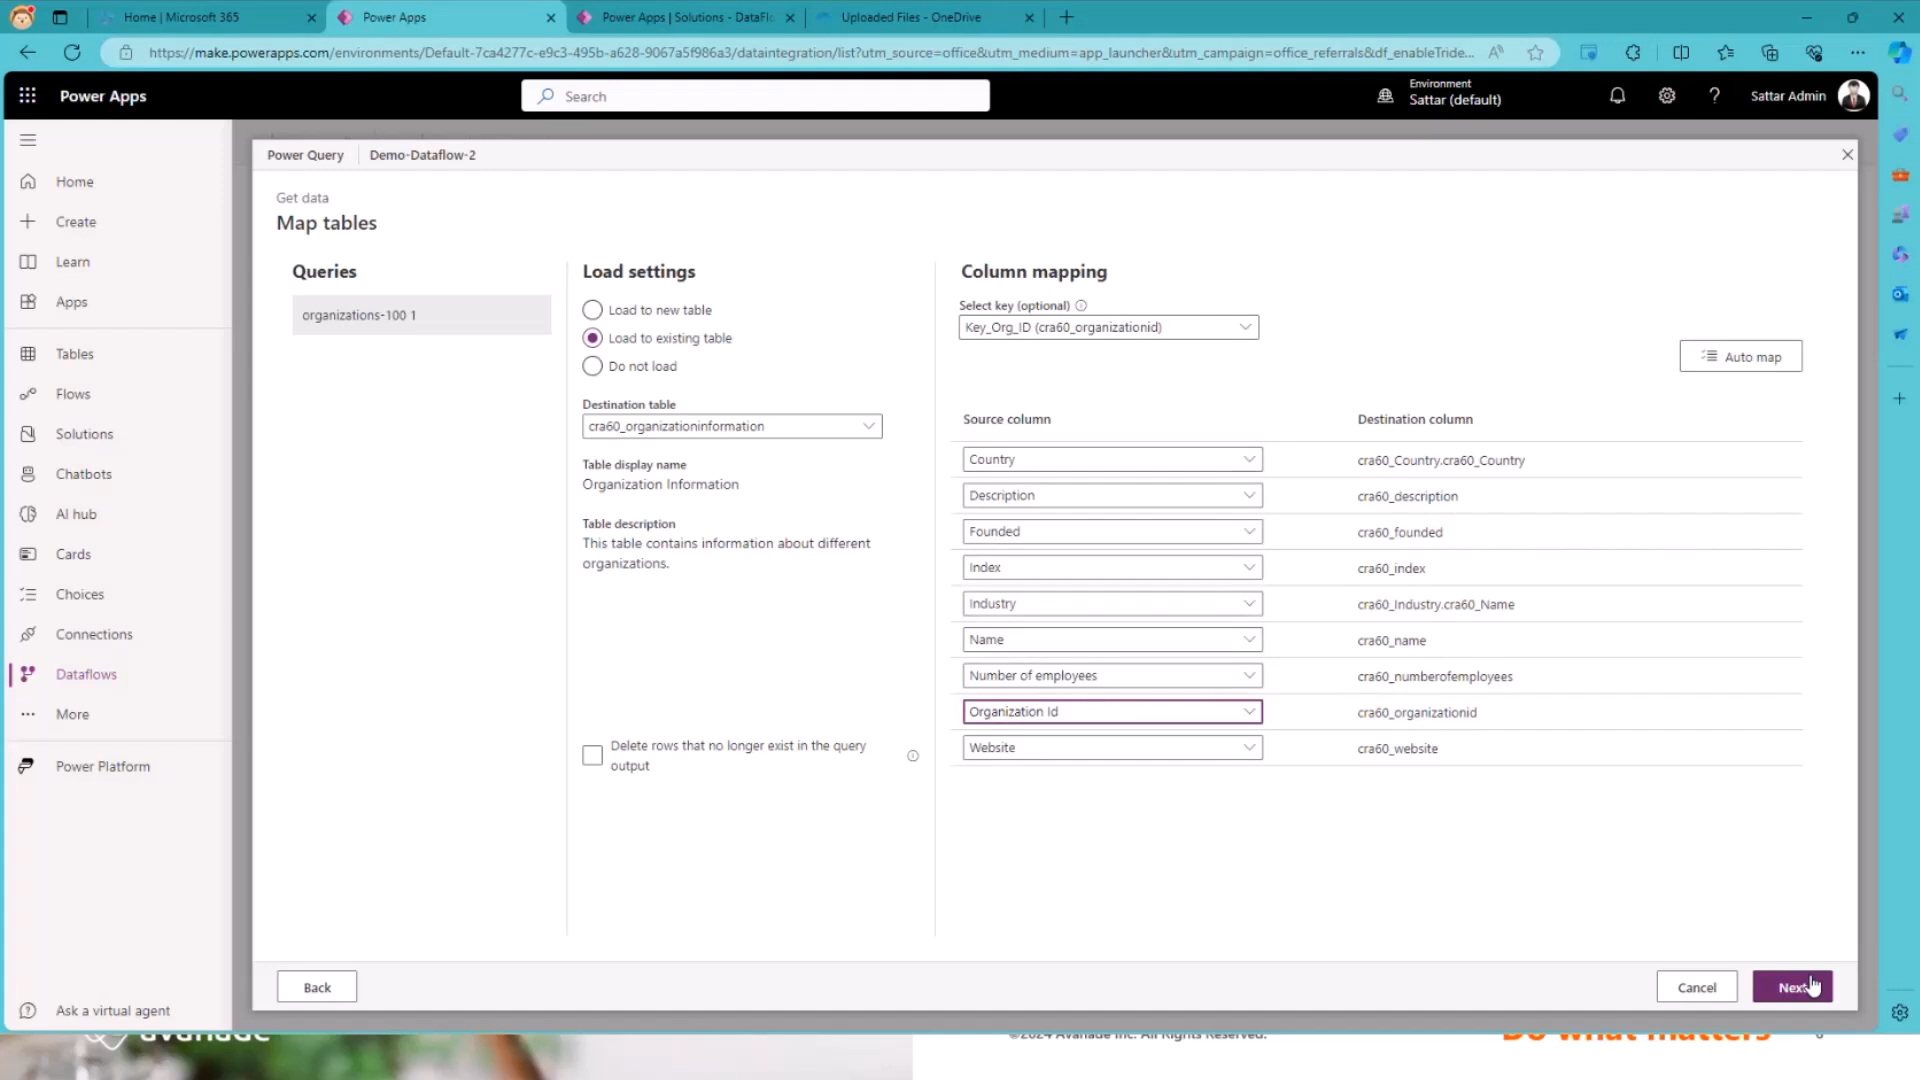 Home | Microsoft 365
Power Apps
Power Apps | Solutions - DataFlo
Uploaded Files - OneDrive
https://make.powerapps.com/environments/Default-7ca4277c-e9c3-495b-a628-9067a5f986a3/dataintegration/list?utm_source=office&utm_medium=app_launcher&utm_campaign=office_referrals&df_enableTride...
Power Apps
Search
Environment
Sattar (default)
Sattar Admin
Home
Create
Learn
Apps
Tables
Flows
Solutions
Chatbots
AI hub
Cards
Choices
Connections
Dataflows
More
Power Platform
Ask a virtual agent
Power Query
Demo-Dataflow-2
Get data
Map tables
Queries
organizations-100 1
Load settings
Load to new table
Load to existing table
Do not load
Destination table
cra60_organizationinformation
Table display name
Organization Information
Table description
This table contains information about different
organizations.
Delete rows that no longer exist in the query
output
Column mapping
Select key (optional)
Key_Org_ID (cra60_organizationid)
Auto map
Source column Destination column
Country cra60_Country.cra60_Country
Description cra60_description
Founded cra60_founded
Index cra60_index
Industry cra60_Industry.cra60_Name
Name cra60_name
Number of employees cra60_numberofemployees
Organization Id cra60_organizationid
Website cra60_website
Back
Cancel
Next
avanade
©2024 Avanade Inc. All Rights Reserved.
Do what matters